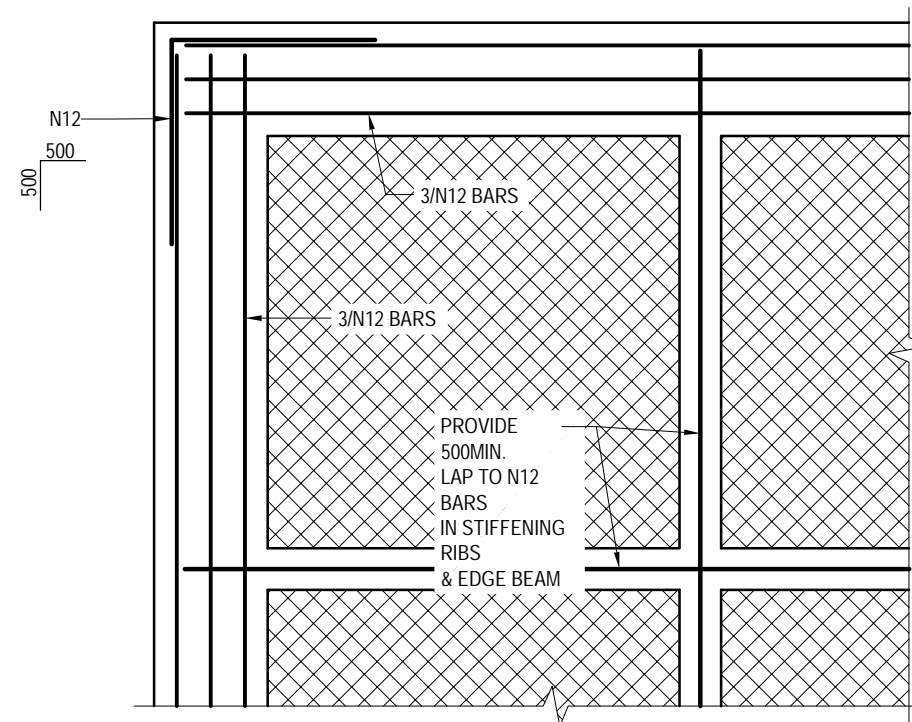 N12
500
500
3/N12 BARS
3/N12 BARS
PROVIDE
500MIN.
LAP TO N12
BARS
IN STIFFENING
RIBS
& EDGE BEAM